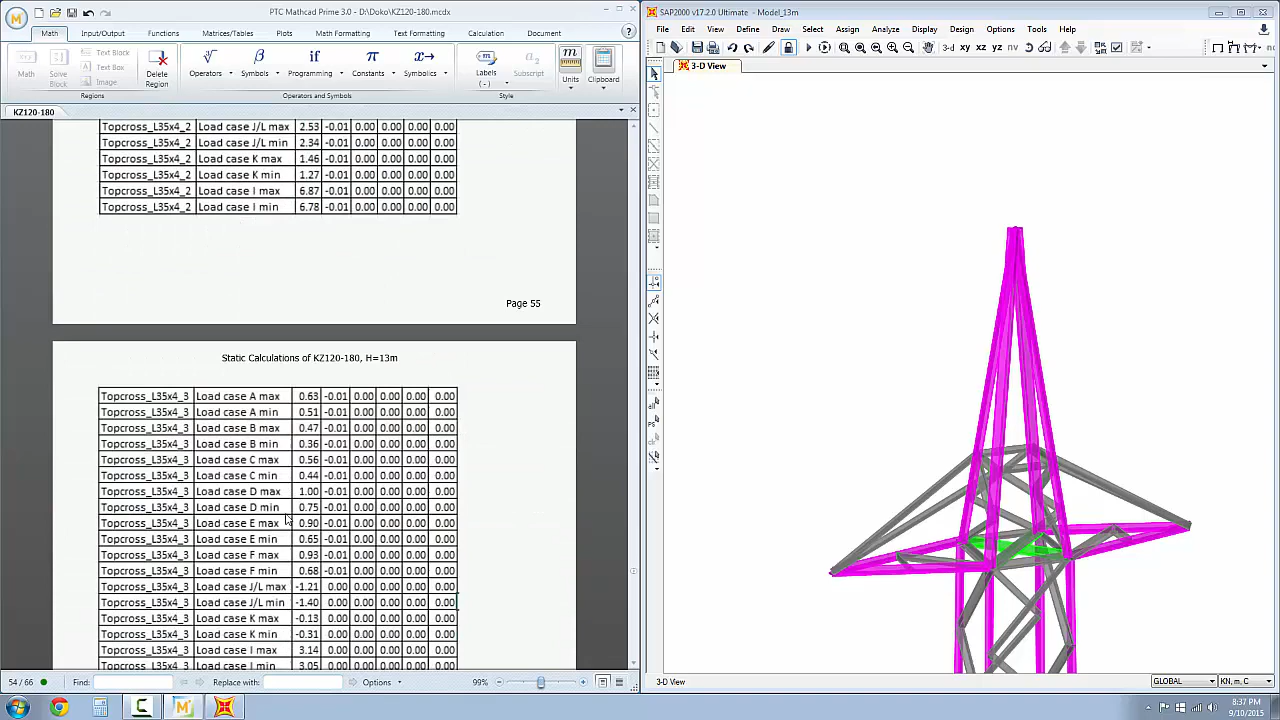 PTC Mathcad Prime 3.0 - D:\Doko\KZ120-180.mcdx
Math Input/Output Functions Matrices/Tables Plots Math Formatting Text Formatting Calculation Document
Math Solve Block Text Block Text Box Image Delete Region Operators Symbols Programming Constants Symbolics Labels (-) Subscript Units Clipboard
Regions Operators and Symbols Style
KZ120-180
Topcross_L35x4_2 Load case J/L max 2.53 -0.01 0.00 0.00 0.00 0.00
Topcross_L35x4_2 Load case J/L min 2.34 -0.01 0.00 0.00 0.00 0.00
Topcross_L35x4_2 Load case K max 1.46 -0.01 0.00 0.00 0.00 0.00
Topcross_L35x4_2 Load case K min 1.27 -0.01 0.00 0.00 0.00 0.00
Topcross_L35x4_2 Load case I max 6.87 -0.01 0.00 0.00 0.00 0.00
Topcross_L35x4_2 Load case I min 6.78 -0.01 0.00 0.00 0.00 0.00
Page 55
Static Calculations of KZ120-180, H=13m
Topcross_L35x4_3 Load case A max 0.63 -0.01 0.00 0.00 0.00 0.00
Topcross_L35x4_3 Load case A min 0.51 -0.01 0.00 0.00 0.00 0.00
Topcross_L35x4_3 Load case B max 0.47 -0.01 0.00 0.00 0.00 0.00
Topcross_L35x4_3 Load case B min 0.36 -0.01 0.00 0.00 0.00 0.00
Topcross_L35x4_3 Load case C max 0.56 -0.01 0.00 0.00 0.00 0.00
Topcross_L35x4_3 Load case C min 0.44 -0.01 0.00 0.00 0.00 0.00
Topcross_L35x4_3 Load case D max 1.00 -0.01 0.00 0.00 0.00 0.00
Topcross_L35x4_3 Load case D min 0.75 -0.01 0.00 0.00 0.00 0.00
Topcross_L35x4_3 Load case E max 0.90 -0.01 0.00 0.00 0.00 0.00
Topcross_L35x4_3 Load case E min 0.65 -0.01 0.00 0.00 0.00 0.00
Topcross_L35x4_3 Load case F max 0.93 -0.01 0.00 0.00 0.00 0.00
Topcross_L35x4_3 Load case F min 0.68 -0.01 0.00 0.00 0.00 0.00
Topcross_L35x4_3 Load case J/L max -1.21 0.00 0.00 0.00 0.00 0.00
Topcross_L35x4_3 Load case J/L min -1.40 0.00 0.00 0.00 0.00 0.00
Topcross_L35x4_3 Load case K max -0.13 0.00 0.00 0.00 0.00 0.00
Topcross_L35x4_3 Load case K min -0.31 0.00 0.00 0.00 0.00 0.00
Topcross_L35x4_3 Load case I max 3.14 0.00 0.00 0.00 0.00 0.00
Topcross_L35x4_3 Load case I min 3.05 0.00 0.00 0.00 0.00 0.00
54 / 66 Find: Replace with: Options 99%
SAP2000 v17.2.0 Ultimate - Model_13m
File Edit View Define Draw Select Assign Analyze Display Design Options Tools Help
3-d xy xz yz nv
3-D View
all
PS
clr
3-D View GLOBAL KN, m, C
8:37 PM
9/10/2015